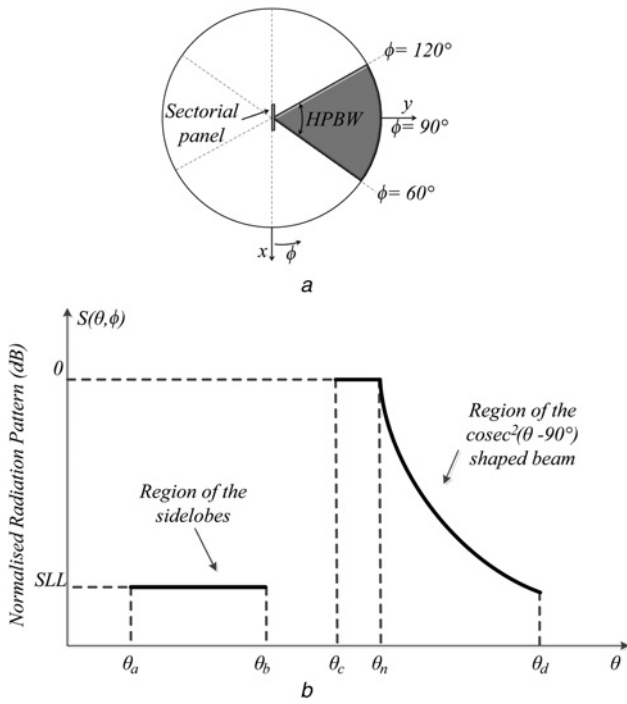 ϕ= 120°
Sectorial
panel
HPBW
y
ϕ= 90°
ϕ= 60°
x
ϕ
a
S(θ,ϕ)
Normalised Radiation Pattern (dB)
0
Region of the
cosec²(θ -90°)
shaped beam
Region of the
sidelobes
SLL
θa θb θc θn θd θ
b